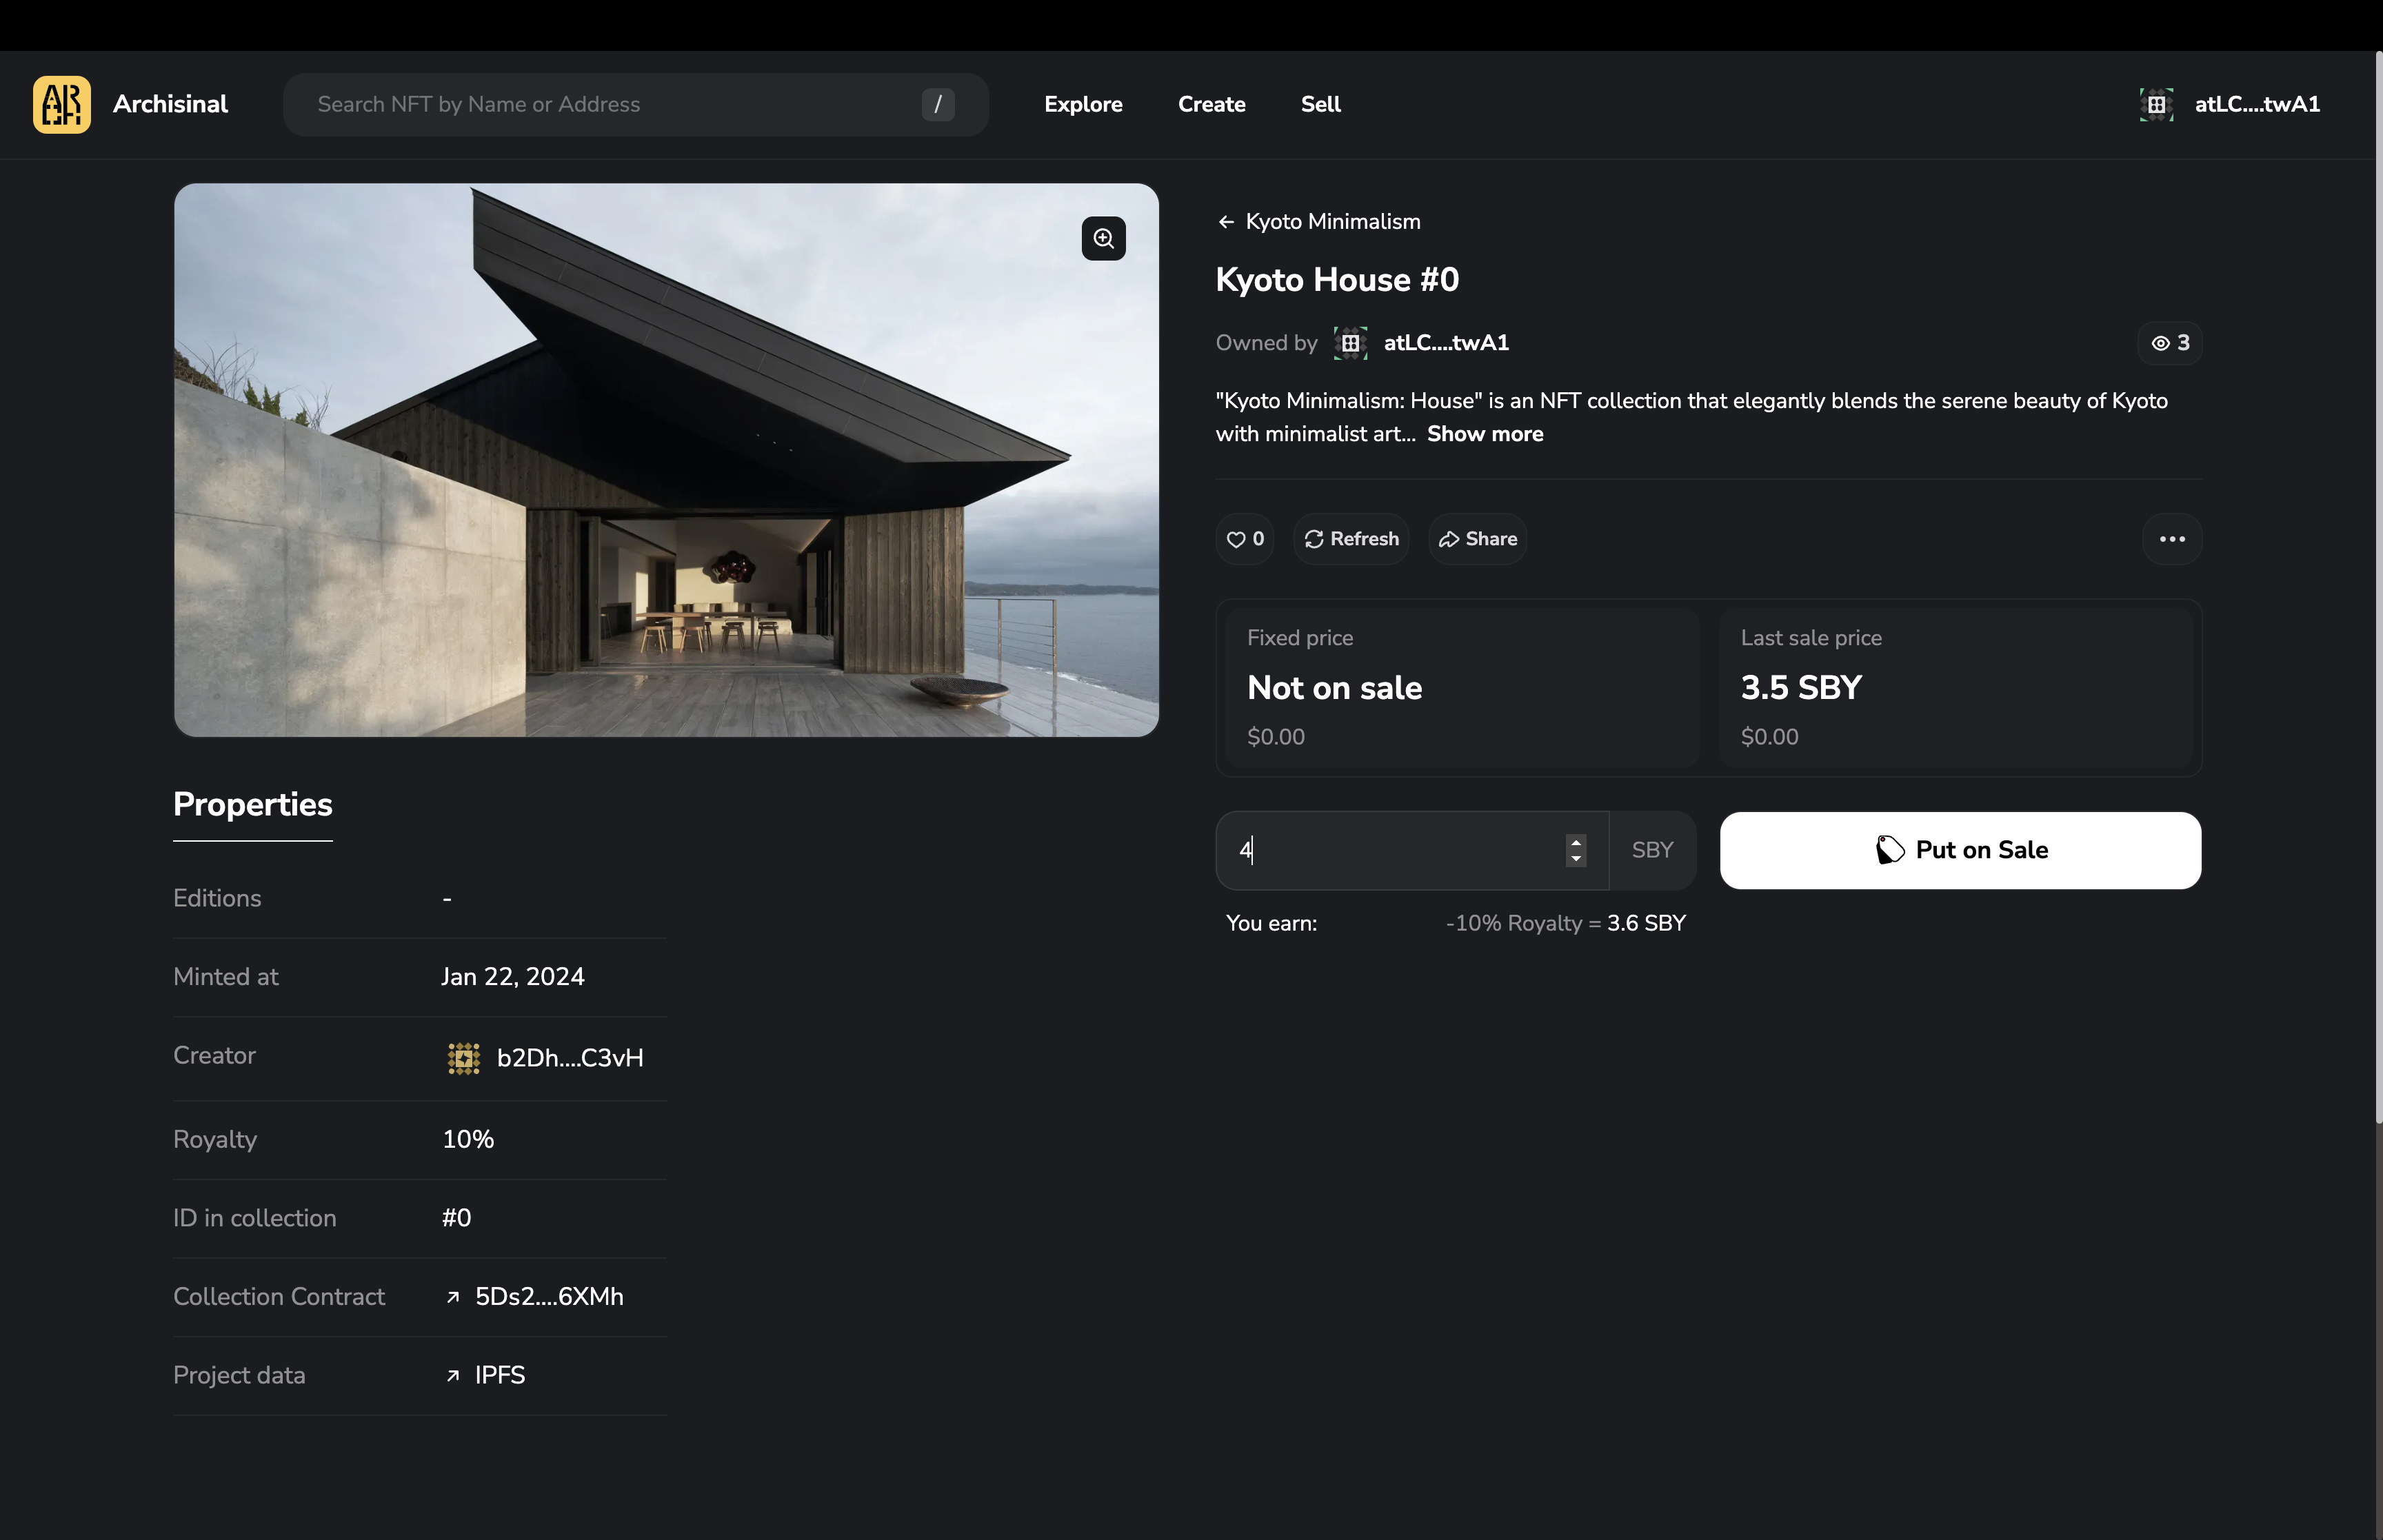 Archisinal
Search NFT by Name or Address
/
Explore
Create
Sell
atLC....twA1
← Kyoto Minimalism
Kyoto House #0
Owned by atLC....twA1
3
"Kyoto Minimalism: House" is an NFT collection that elegantly blends the serene beauty of Kyoto
with minimalist art... Show more
0
Refresh
Share
Fixed price
Not on sale
$0.00
Last sale price
3.5 SBY
$0.00
4
SBY
Put on Sale
You earn: -10% Royalty = 3.6 SBY
Properties
Editions -
Minted at Jan 22, 2024
Creator b2Dh....C3vH
Royalty 10%
ID in collection #0
Collection Contract 5Ds2....6XMh
Project data IPFS